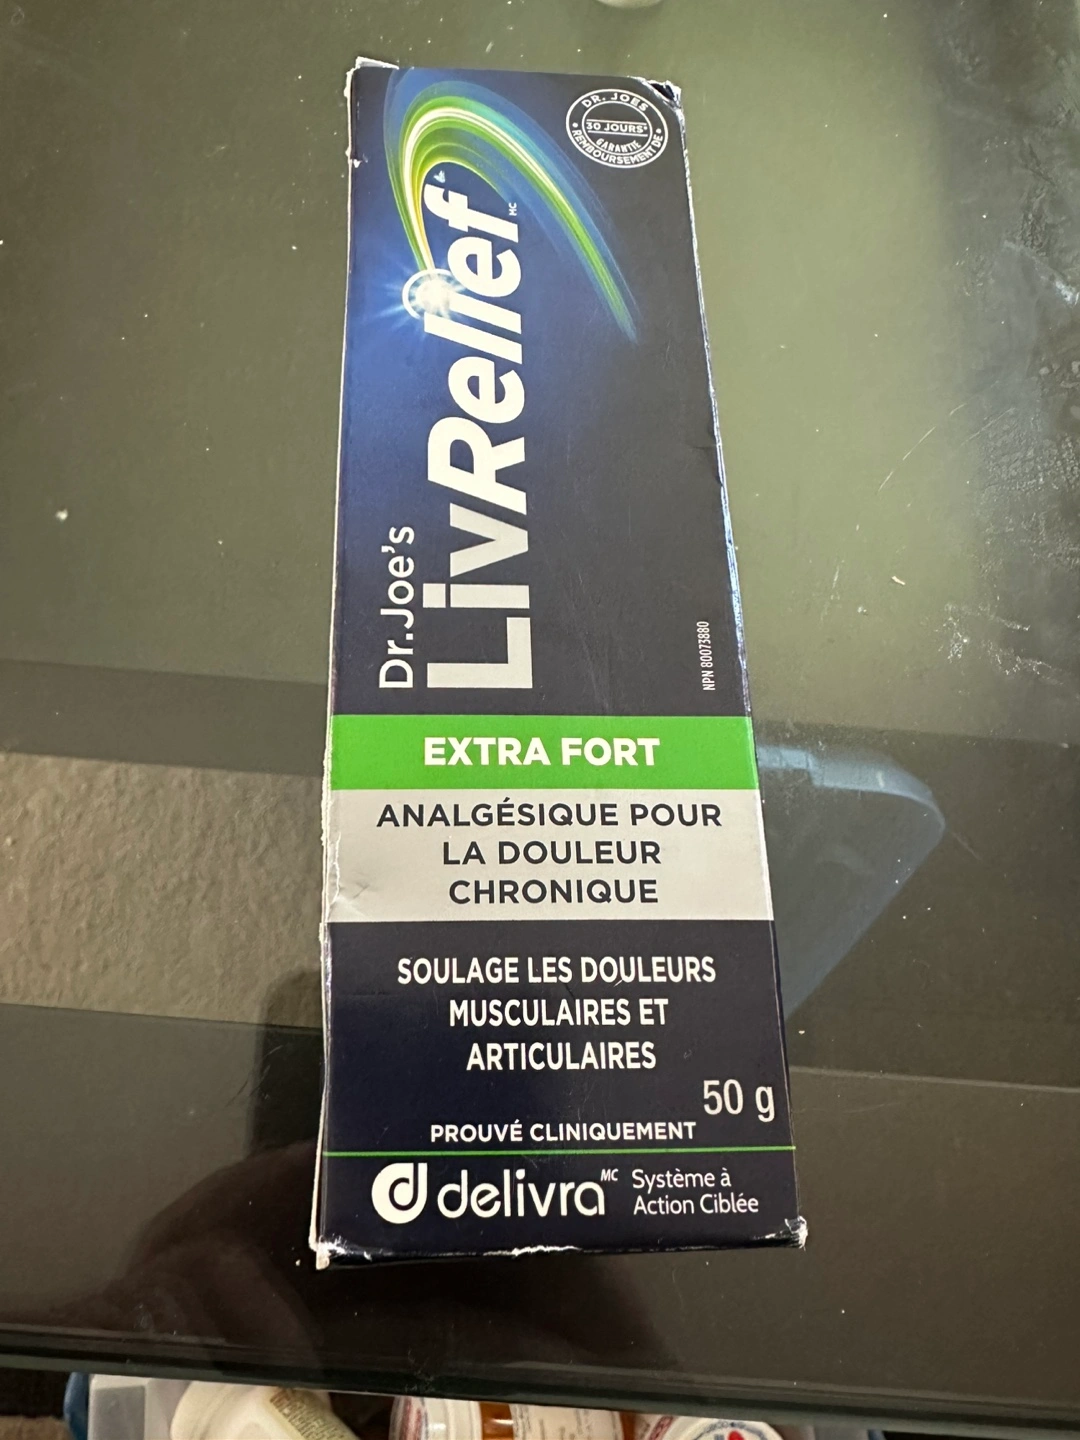 DR. JOES
30 JOURS*
GARANTIE
REMBOURSEMENT DE
Dr.Joe's
LivRelief MC
NPN 80073880
EXTRA FORT
ANALGÉSIQUE POUR
LA DOULEUR
CHRONIQUE
SOULAGE LES DOULEURS
MUSCULAIRES ET
ARTICULAIRES
50 g
PROUVÉ CLINIQUEMENT
delivra MC
Système à
Action Ciblée